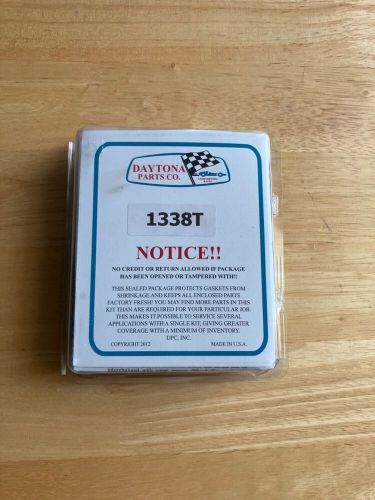 DAYTONA
PARTS CO.
1338T
NOTICE!!
NO CREDIT OR RETURN ALLOWED IF PACKAGE
HAS BEEN OPENED OR TAMPERED WITH!!
THIS SEALED PACKAGE PROTECTS GASKETS FROM
SHRINKAGE AND KEEPS ALL ENCLOSED PARTS
FACTORY FRESH! YOU MAY FIND MORE PARTS IN THIS
KIT THAN ARE REQUIRED FOR YOUR PARTICULAR JOB.
THIS MAKES IT POSSIBLE TO SERVICE SEVERAL
APPLICATIONS WITH A SINGLE KIT, GIVING GREATER
COVERAGE WITH A MINIMUM OF INVENTORY.
DPC, INC.
COPYRIGHT 2012 MADE IN U.S.A.